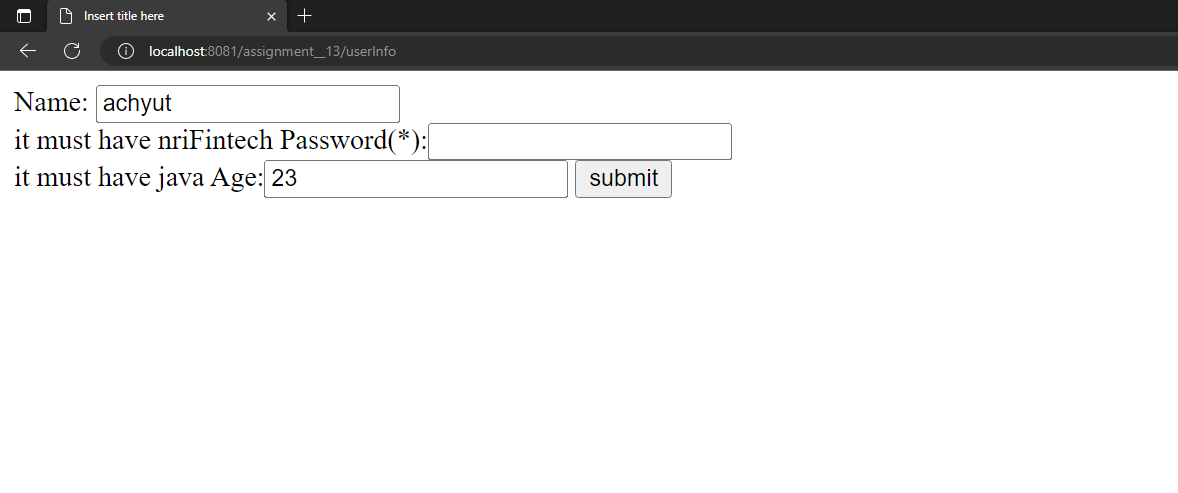 Insert title here
localhost:8081/assignment__13/userInfo
Name: achyut
it must have nriFintech Password(*):
it must have java Age: 23 submit